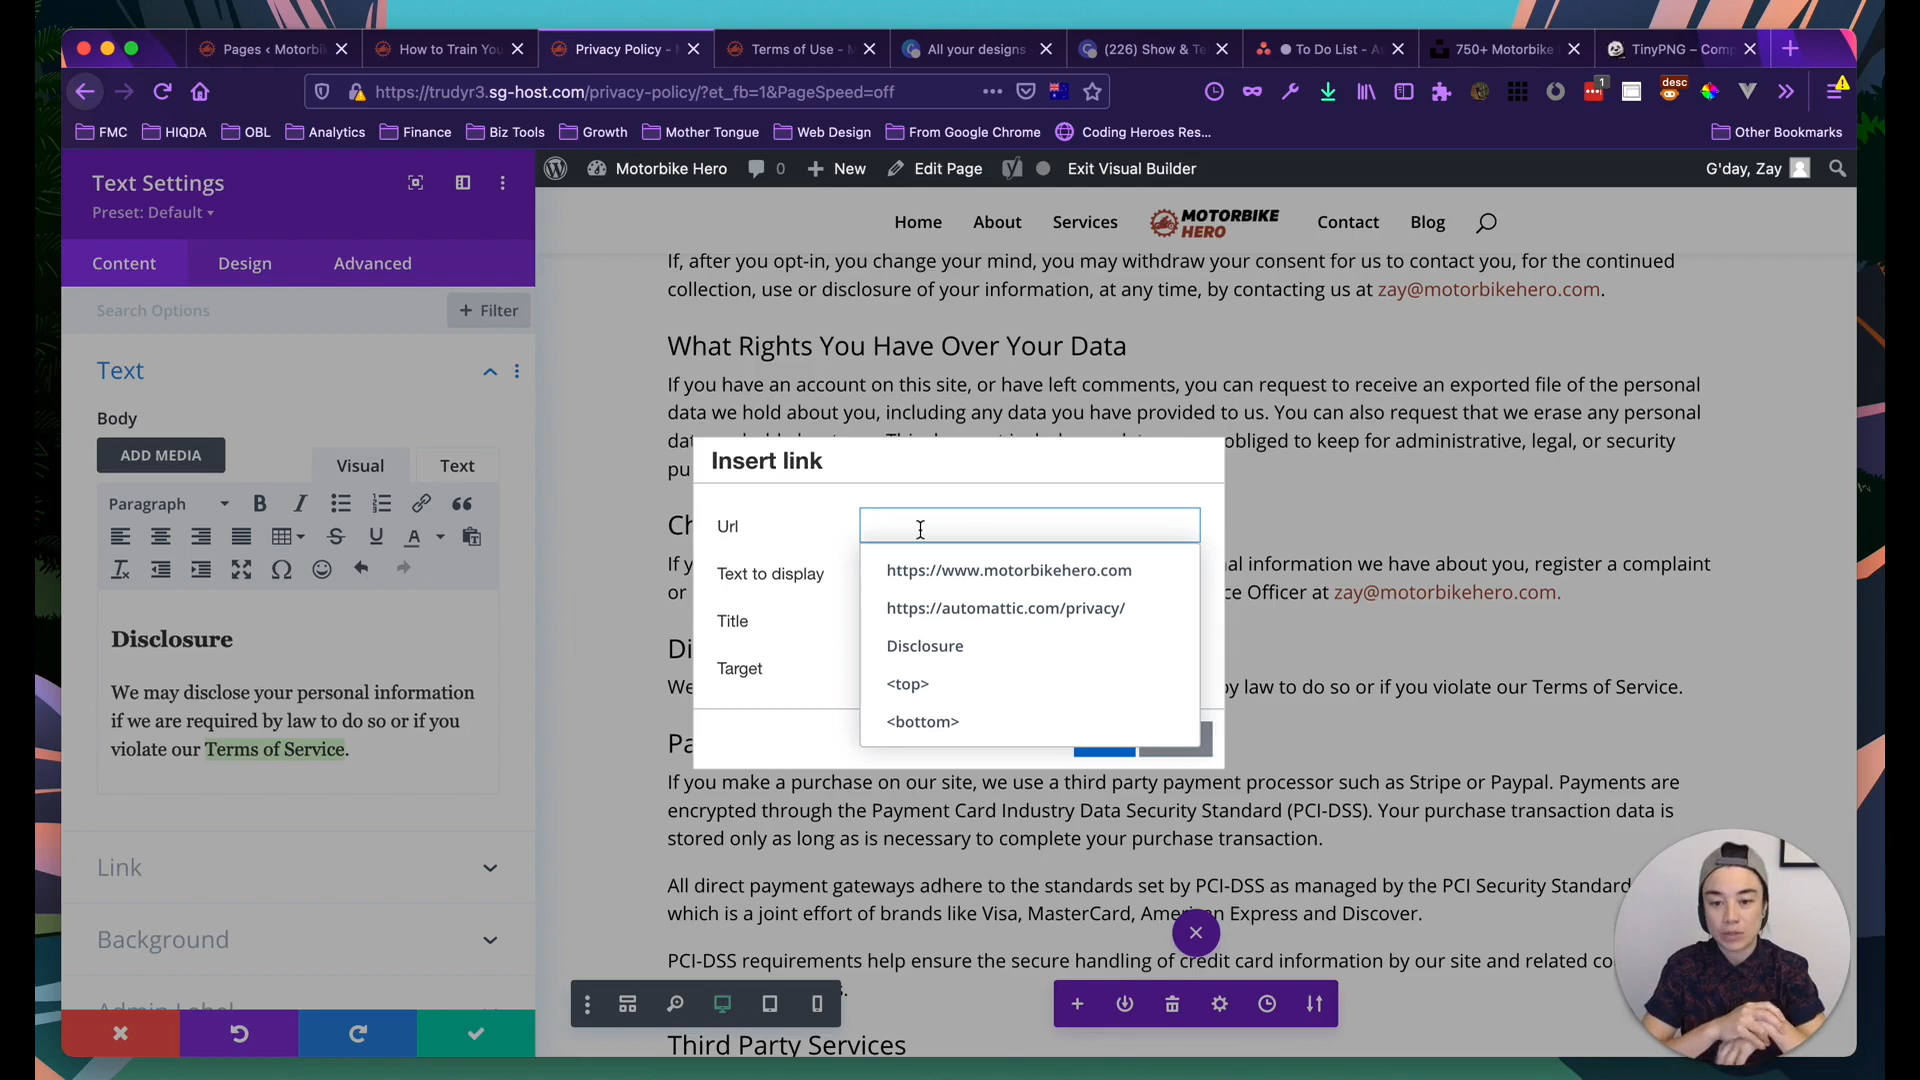 Pages ‹ Motorbik
How to Train You
Privacy Policy -
Terms of Use - M
All your designs
(226) Show & Te
To Do List - As
750+ Motorbike
TinyPNG – Comp
https://trudyr3.sg-host.com/privacy-policy/?et_fb=1&PageSpeed=off
1
desc
FMC
HIQDA
OBL
Analytics
Finance
Biz Tools
Growth
Mother Tongue
Web Design
From Google Chrome
Coding Heroes Res...
Other Bookmarks
Motorbike Hero
0
New
Edit Page
Exit Visual Builder
G'day, Zay
Text Settings
Preset: Default
Content
Design
Advanced
Search Options
+ Filter
Text
Body
ADD MEDIA
Visual
Text
Paragraph
Disclosure
We may disclose your personal information
if we are required by law to do so or if you
violate our Terms of Service.
Link
Background
Admin Label
Home
About
Services
MOTORBIKE
HERO
Contact
Blog
If, after you opt-in, you change your mind, you may withdraw your consent for us to contact you, for the continued
collection, use or disclosure of your information, at any time, by contacting us at zay@motorbikehero.com.
What Rights You Have Over Your Data
If you have an account on this site, or have left comments, you can request to receive an exported file of the personal
data we hold about you, including any data you have provided to us. You can also request that we erase any personal
obliged to keep for administrative, legal, or security
pu
Ch
If y
al information we have about you, register a complaint
or
ce Officer at zay@motorbikehero.com.
Di
We
by law to do so or if you violate our Terms of Service.
Insert link
Url
Text to display
Title
Target
https://www.motorbikehero.com
https://automattic.com/privacy/
Disclosure
<top>
<bottom>
Pa
If you make a purchase on our site, we use a third party payment processor such as Stripe or Paypal. Payments are
encrypted through the Payment Card Industry Data Security Standard (PCI-DSS). Your purchase transaction data is
stored only as long as is necessary to complete your purchase transaction.
All direct payment gateways adhere to the standards set by PCI-DSS as managed by the PCI Security Standard
which is a joint effort of brands like Visa, MasterCard, American Express and Discover.
PCI-DSS requirements help ensure the secure handling of credit card information by our site and related
s.
Third Party Services